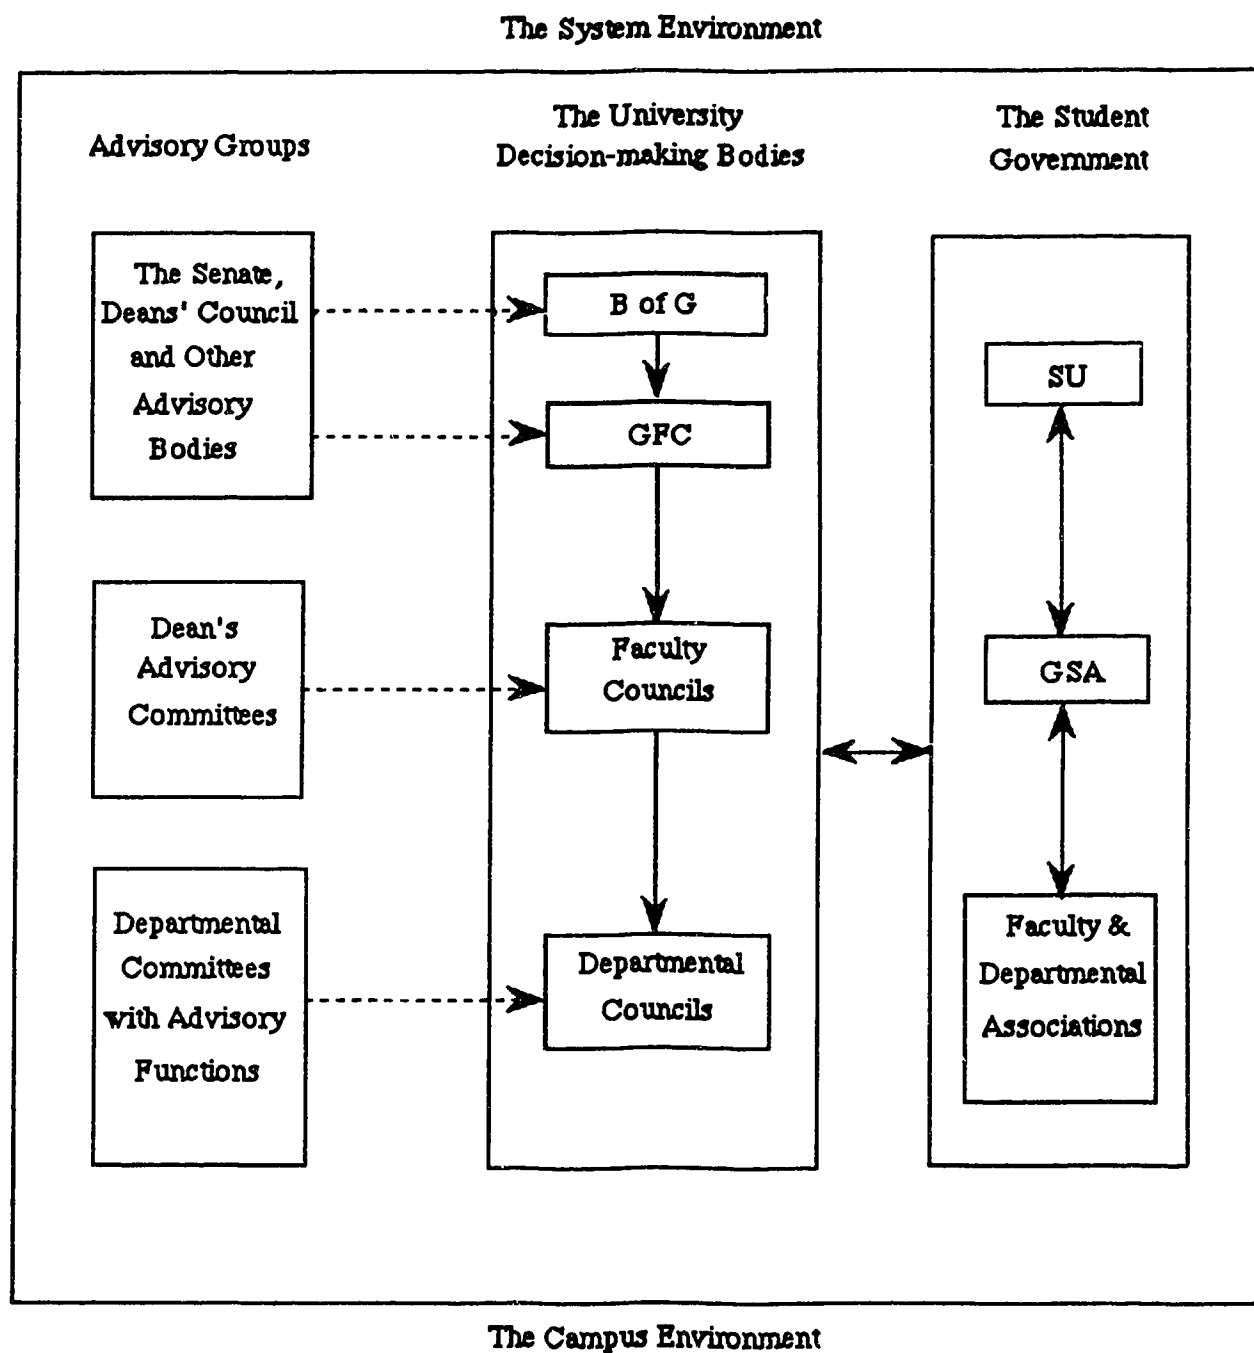 The System Environment
Advisory Groups
The University
Decision-making Bodies
The Student
Government
The Senate,
Deans' Council
and Other
Advisory
Bodies
B of G
GFC
SU
Dean's
Advisory
Committees
Faculty
Councils
GSA
Departmental
Committees
with Advisory
Functions
Departmental
Councils
Faculty &
Departmental
Associations
The Campus Environment